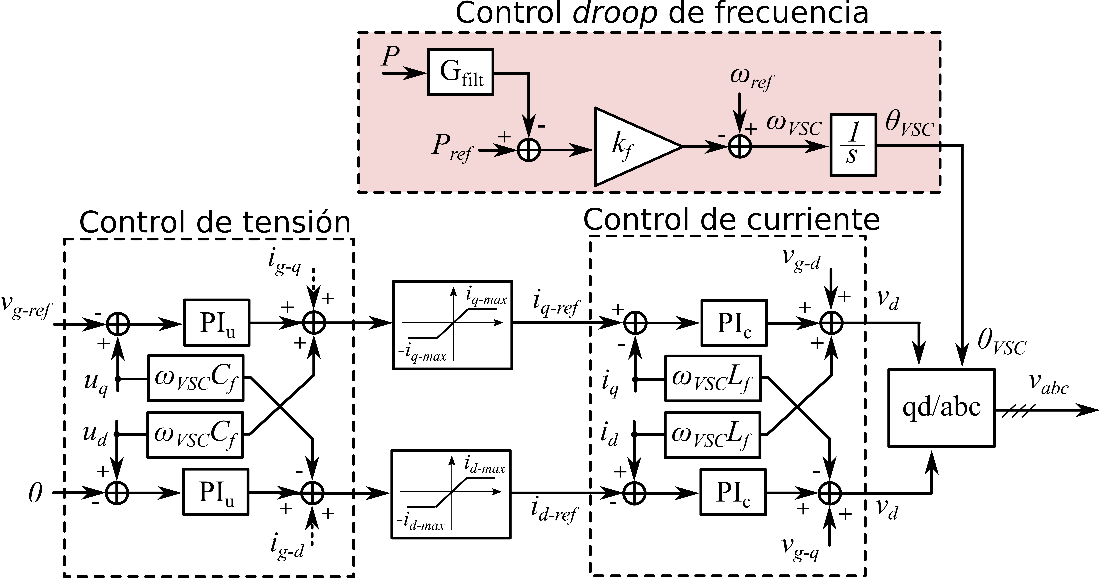 Control droop de frecuencia
P
G_filt
ω_ref
P_ref
+
-
k_f
-
+
ω_VSC
1/s
θ_VSC
Control de tensión
Control de curriente
i_g-q
v_g-d
v_g-ref
-
+
PI_u
+
+
+
i_q-max
-i_q-max
i_q-ref
+
-
PI_c
+
+
+
v_d
θ_VSC
u_q
ω_VSC C_f
i_q
ω_VSC L_f
qd/abc
v_abc
u_d
ω_VSC C_f
i_d
ω_VSC L_f
0
+
-
PI_u
-
+
+
i_d-max
-i_d-max
i_d-ref
+
-
PI_c
-
+
+
v_d
i_g-d
v_g-q